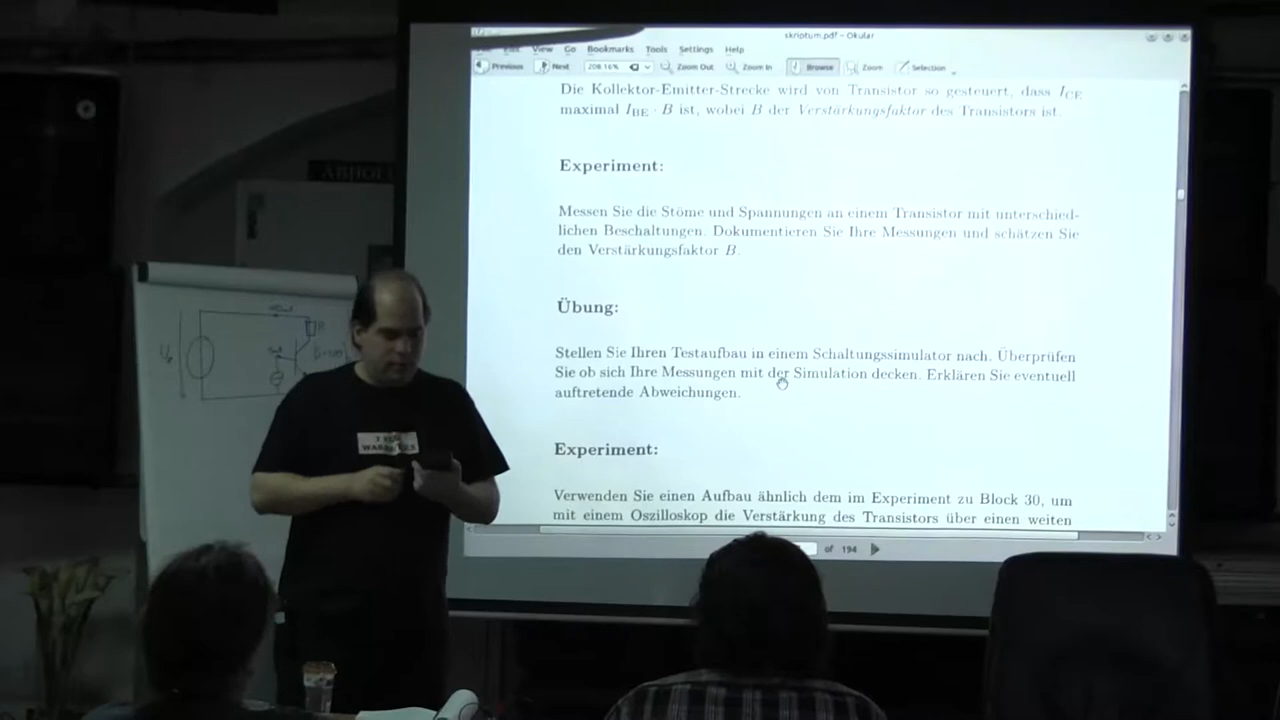 skriptum.pdf – Okular
View Go Bookmarks Tools Settings Help
Previous Next 208.16% Zoom Out Zoom In Browse Zoom Selection
Die Kollektor-Emitter-Strecke wird von Transistor so gesteuert, dass I_CE
maximal I_BE · B ist, wobei B der Verstärkungsfaktor des Transistors ist.
Experiment:
Messen Sie die Stöme und Spannungen an einem Transistor mit unterschied-
lichen Beschaltungen. Dokumentieren Sie Ihre Messungen und schätzen Sie
den Verstärkungsfaktor B.
Übung:
Stellen Sie Ihren Testaufbau in einem Schaltungssimulator nach. Überprüfen
Sie ob sich Ihre Messungen mit der Simulation decken. Erklären Sie eventuell
auftretende Abweichungen.
Experiment:
Verwenden Sie einen Aufbau ähnlich dem im Experiment zu Block 30, um
mit einem Oszilloskop die Verstärkung des Transistors über einen weiten
of 194